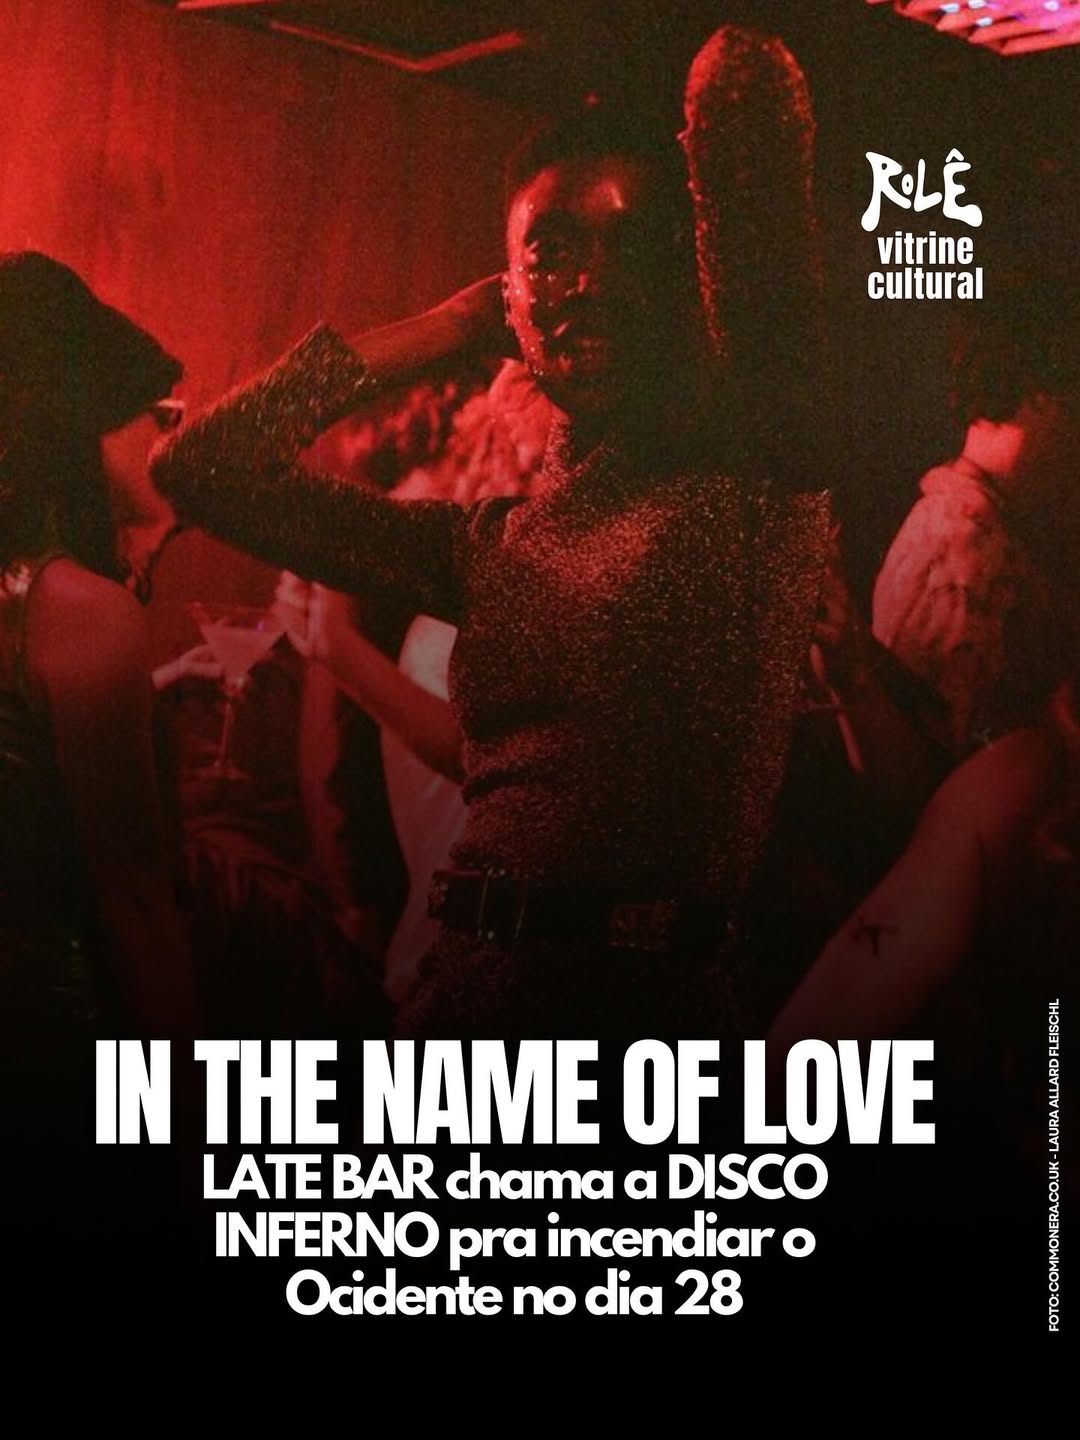 ROLÊ
vitrine
cultural
IN THE NAME OF LOVE
LATE BAR chama a DISCO
INFERNO pra incendiar o
Ocidente no dia 28
FOTO: COMMONERA.CO.UK - LAURA ALLARD FLEISCHL